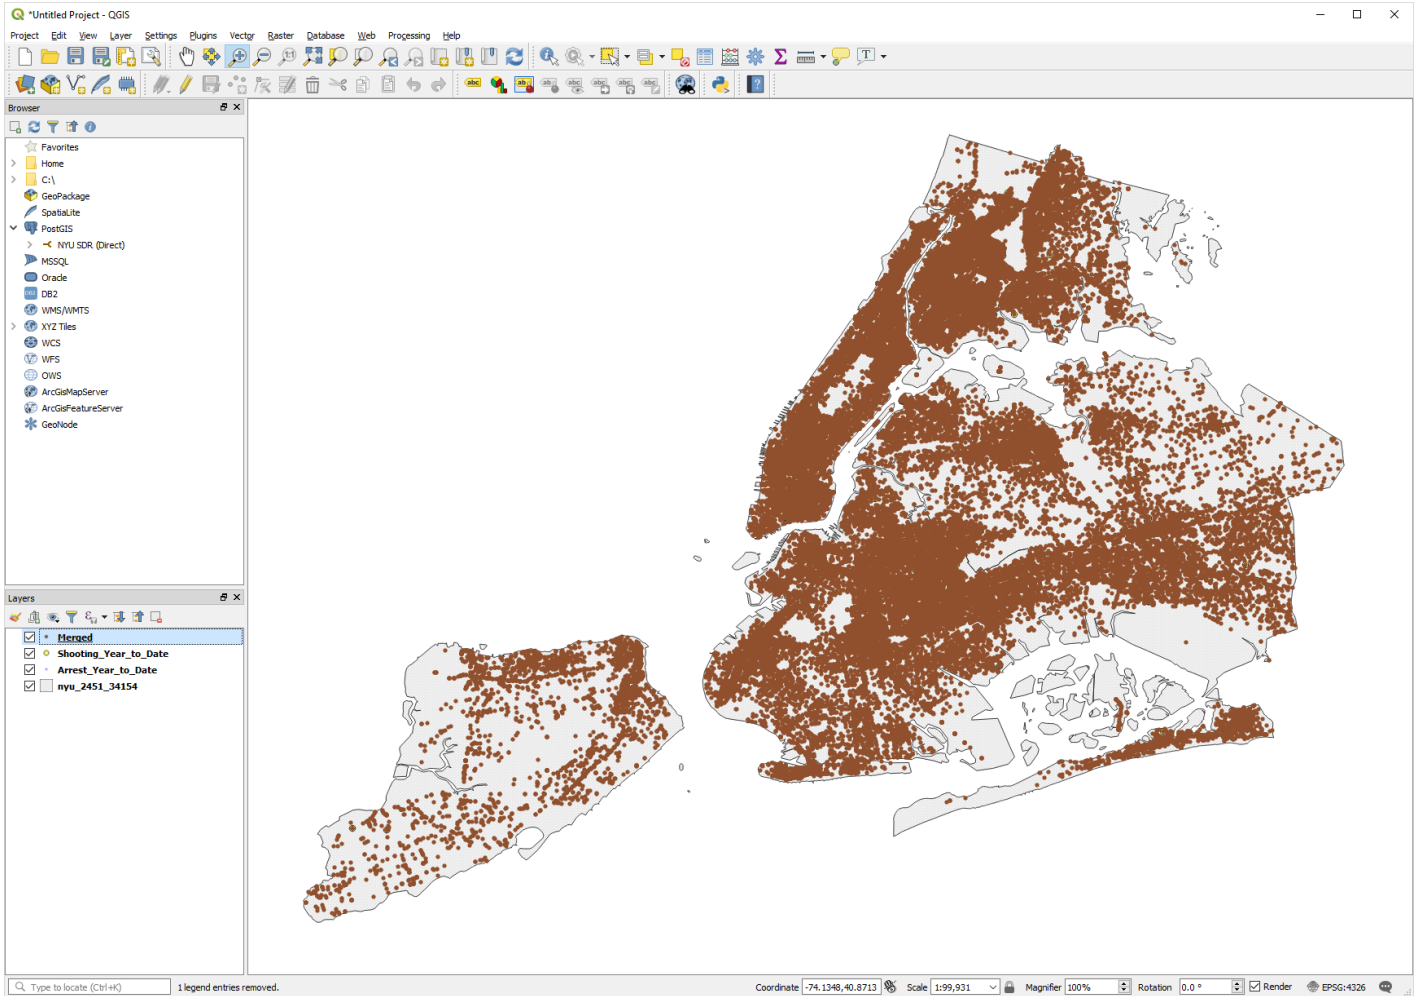 *Untitled Project - QGIS
Project Edit View Layer Settings Plugins Vector Raster Database Web Processing Help
Browser
Favorites
Home
C:\
GeoPackage
SpatiaLite
PostGIS
NYU SDR (Direct)
MSSQL
Oracle
DB2
WMS/WMTS
XYZ Tiles
WCS
WFS
OWS
ArcGisMapServer
ArcGisFeatureServer
GeoNode
Layers
Merged
Shooting_Year_to_Date
Arrest_Year_to_Date
nyu_2451_34154
Type to locate (Ctrl+K) 1 legend entries removed. Coordinate -74.1348,40.8713 Scale 1:99,931 Magnifier 100% Rotation 0.0 ° Render EPSG:4326